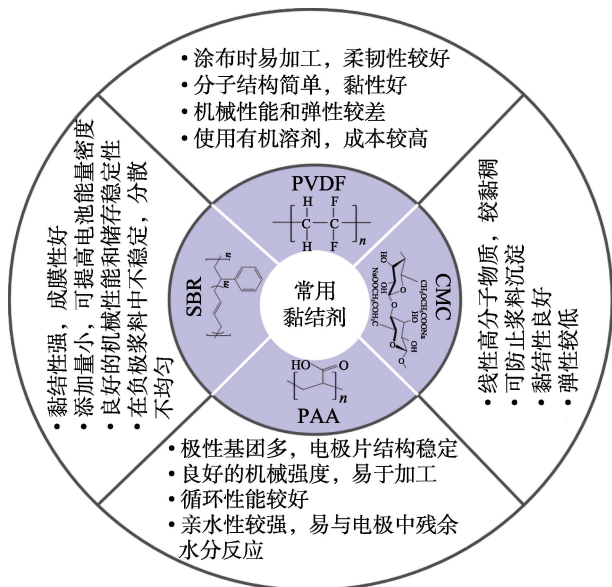 • 涂布时易加工，柔韧性较好
• 分子结构简单，黏性好
• 机械性能和弹性较差
• 使用有机溶剂，成本较高
PVDF
H F
C C
n
H F
• 线性高分子物质，较黏稠
• 可防止浆料沉淀
• 黏结性良好
• 弹性较低
CMC
CH₂OCH₂COONa
NaOOCH₂COH₂C
HO
OH
O
OH
HO
O
OH
n
常用
黏结剂
SBR
n
m
PAA
HO O
n
• 黏结性强，成膜性好
• 添加量小，可提高电池能量密度
• 良好的机械性能和储存稳定性
• 在负极浆料中不稳定，分散
不均匀
• 极性基团多，电极片结构稳定
• 良好的机械强度，易于加工
• 循环性能较好
• 亲水性较强，易与电极中残余
水分反应